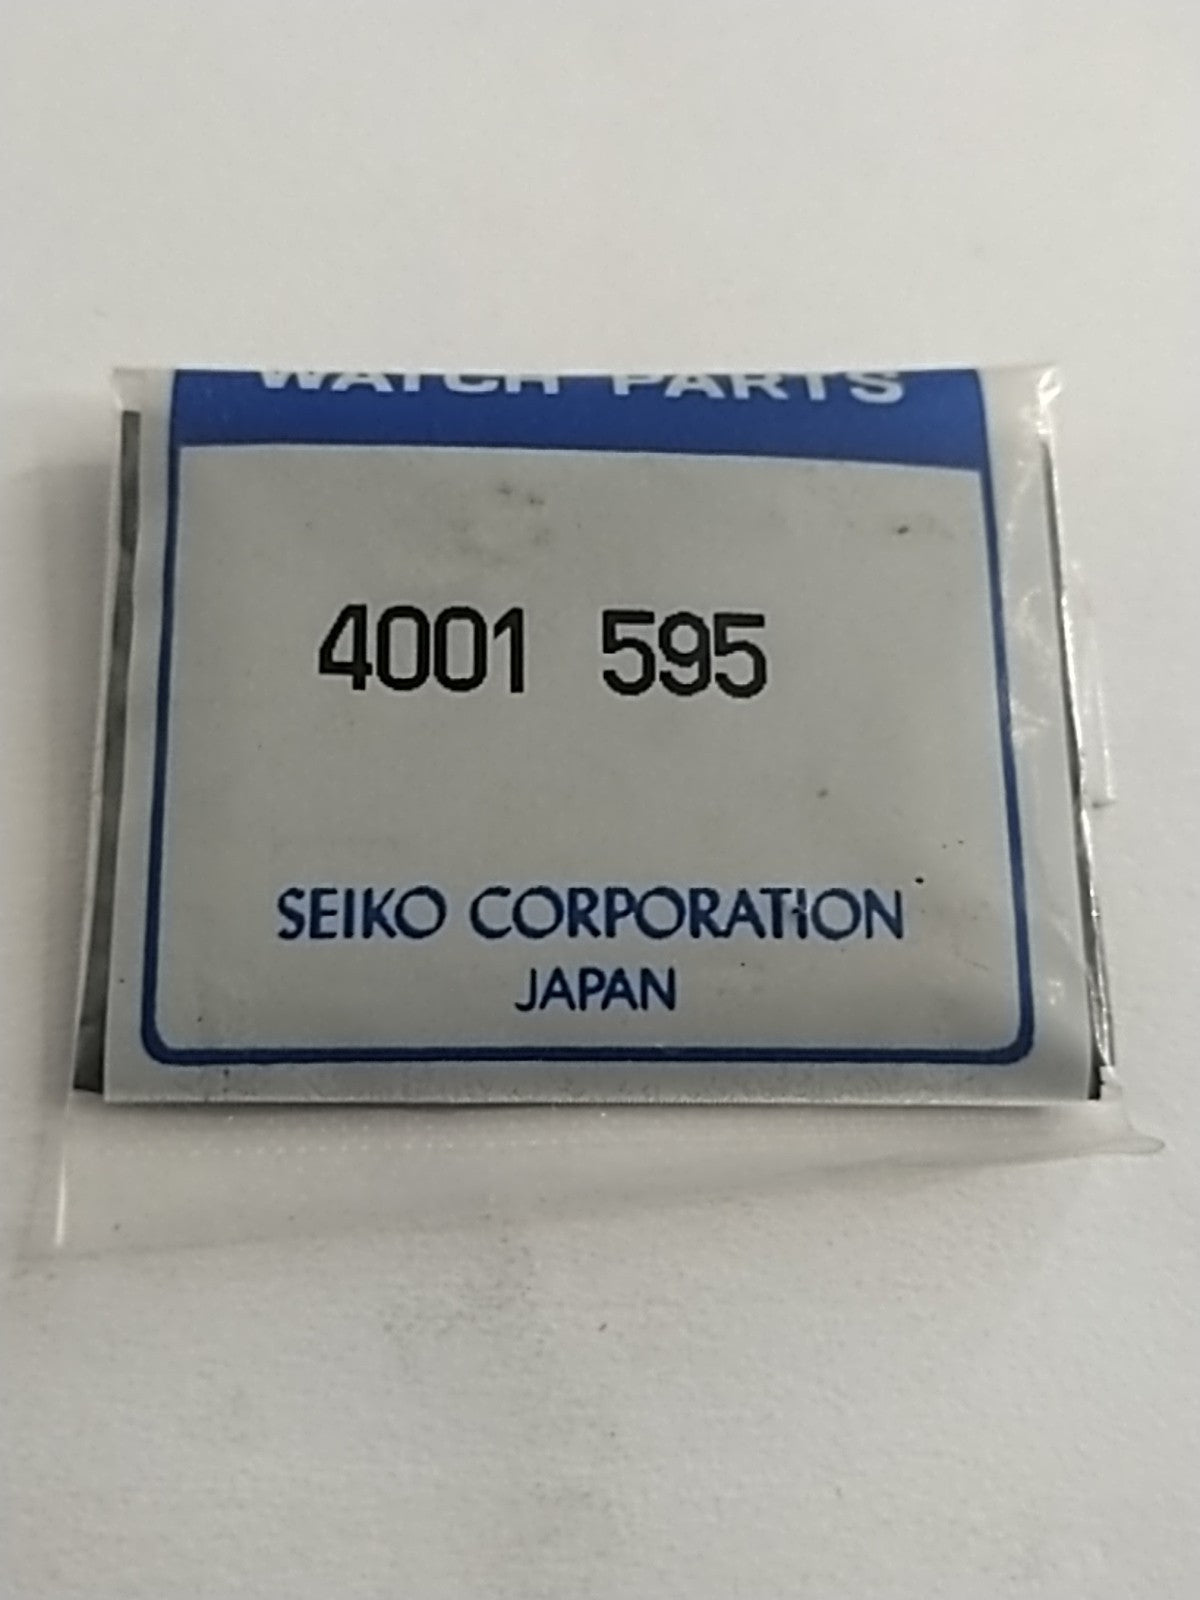 WATCH PARTS
4001 595
SEIKO CORPORATION
JAPAN